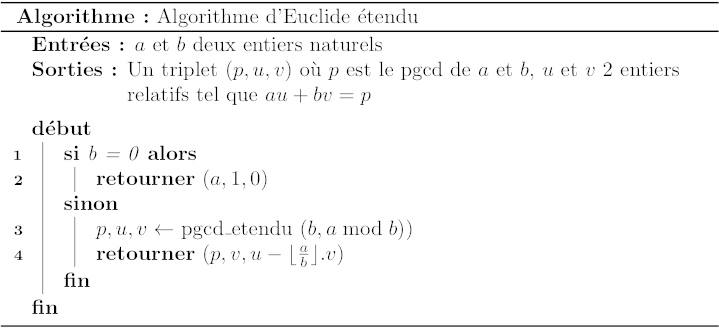 Algorithme : Algorithme d'Euclide étendu
Entrées : a et b deux entiers naturels
Sorties : Un triplet (p, u, v) où p est le pgcd de a et b, u et v 2 entiers
relatifs tel que au + bv = p
début
1 si b = 0 alors
2 retourner (a, 1, 0)
sinon
3 p, u, v ← pgcd_etendu (b, a mod b))
4 retourner (p, v, u − ⌊a/b⌋.v)
fin
fin